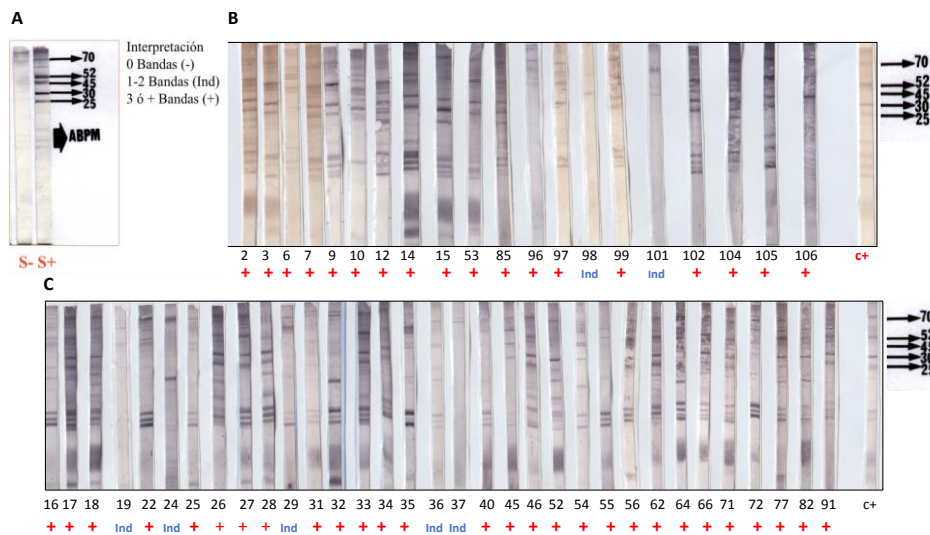 A
Interpretación
0 Bandas (-)
1-2 Bandas (Ind)
3 ó + Bandas (+)
70
52
45
30
25
ABPM
S- S+
B
70
52
45
30
25
2 3 6 7 9 10 12 14 15 53 85 96 97 98 99 101 102 104 105 106 c+
+ + + + + + + + + + + + + Ind + Ind + + + +
C
70
25
16 17 18 19 22 24 25 26 27 28 29 31 32 33 34 35 36 37 40 45 46 52 54 55 56 62 64 66 71 72 77 82 91 c+
+ + + Ind + Ind + + + + Ind + + + + + Ind Ind + + + + + + + + + + + + + + +